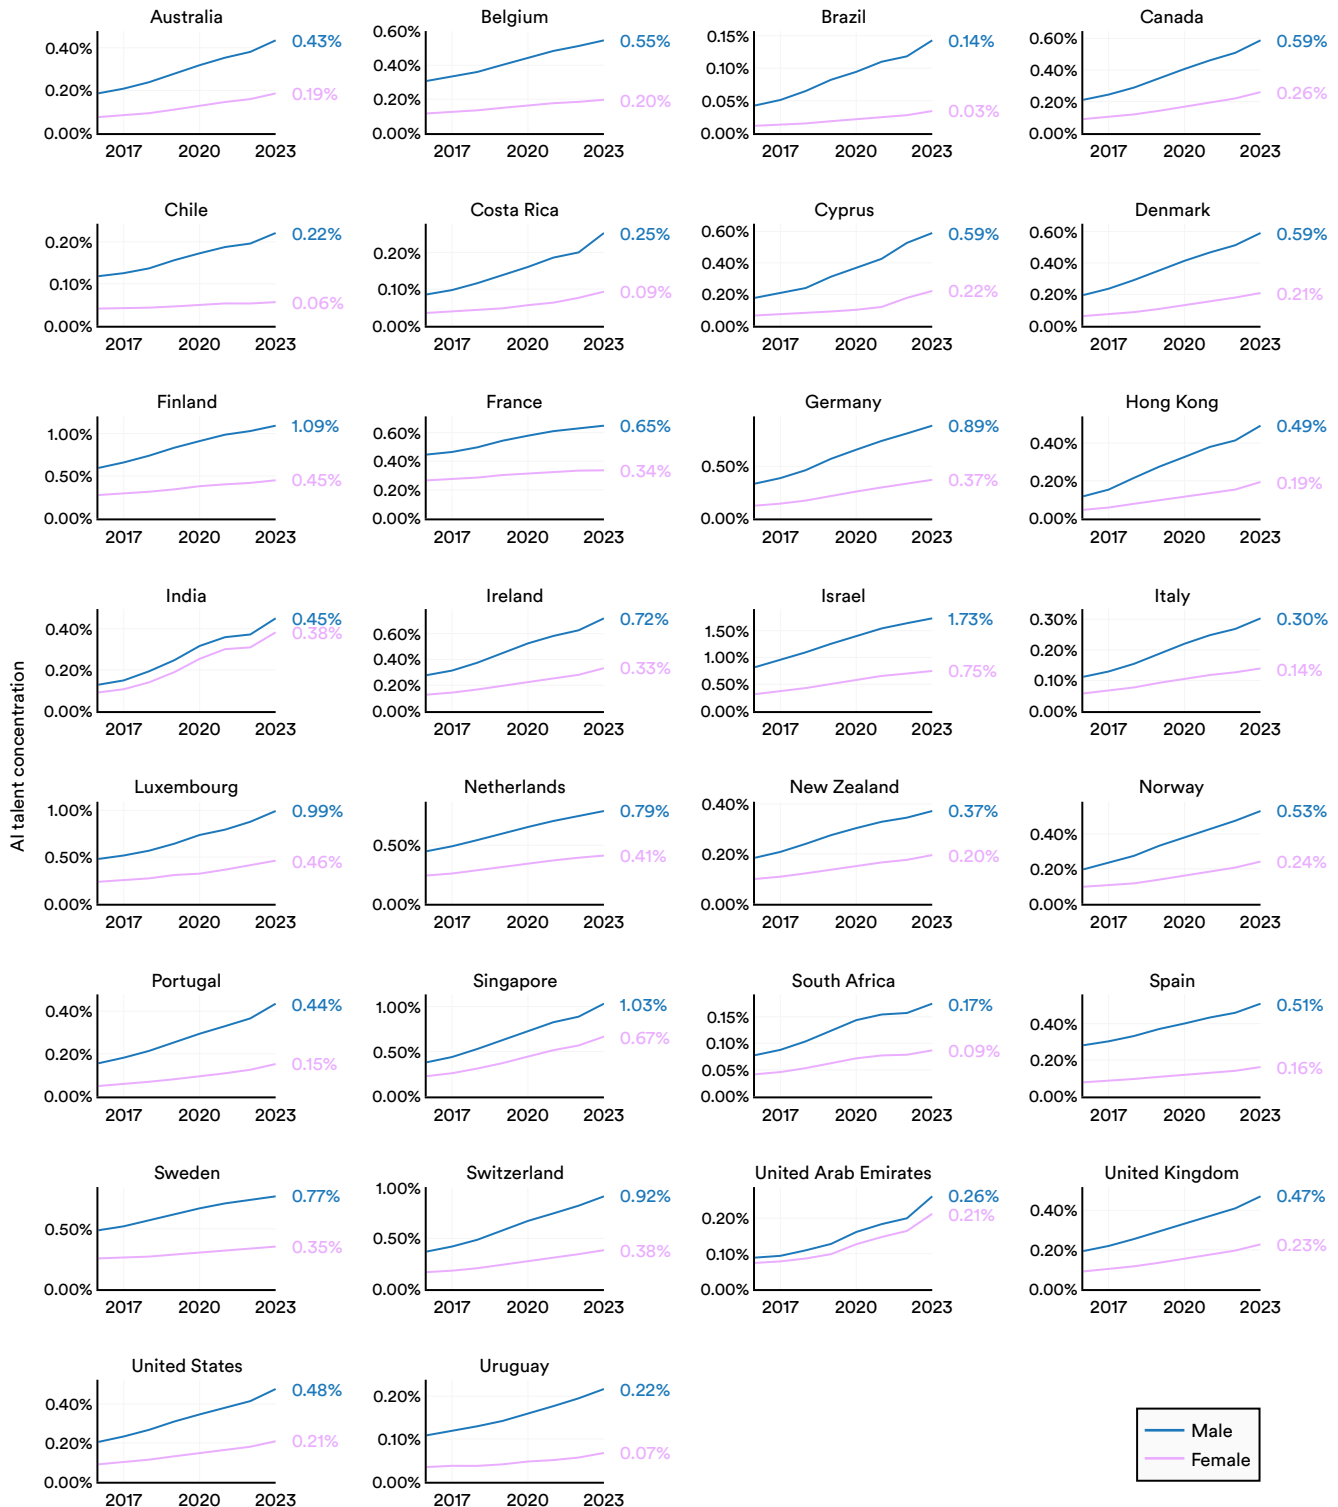 AI talent concentration
Australia
0.40%
0.20%
0.00%
2017 2020 2023
0.43%
0.19%
Belgium
0.60%
0.40%
0.20%
0.00%
2017 2020 2023
0.55%
0.20%
Brazil
0.15%
0.10%
0.05%
0.00%
2017 2020 2023
0.14%
0.03%
Canada
0.60%
0.40%
0.20%
0.00%
2017 2020 2023
0.59%
0.26%
Chile
0.20%
0.10%
0.00%
2017 2020 2023
0.22%
0.06%
Costa Rica
0.20%
0.10%
0.00%
2017 2020 2023
0.25%
0.09%
Cyprus
0.60%
0.40%
0.20%
0.00%
2017 2020 2023
0.59%
0.22%
Denmark
0.60%
0.40%
0.20%
0.00%
2017 2020 2023
0.59%
0.21%
Finland
1.00%
0.50%
0.00%
2017 2020 2023
1.09%
0.45%
France
0.60%
0.40%
0.20%
0.00%
2017 2020 2023
0.65%
0.34%
Germany
0.50%
0.00%
2017 2020 2023
0.89%
0.37%
Hong Kong
0.40%
0.20%
0.00%
2017 2020 2023
0.49%
0.19%
India
0.40%
0.20%
0.00%
2017 2020 2023
0.45%
0.38%
Ireland
0.60%
0.40%
0.20%
0.00%
2017 2020 2023
0.72%
0.33%
Israel
1.50%
1.00%
0.50%
0.00%
2017 2020 2023
1.73%
0.75%
Italy
0.30%
0.20%
0.10%
0.00%
2017 2020 2023
0.30%
0.14%
Luxembourg
1.00%
0.50%
0.00%
2017 2020 2023
0.99%
0.46%
Netherlands
0.50%
0.00%
2017 2020 2023
0.79%
0.41%
New Zealand
0.40%
0.20%
0.00%
2017 2020 2023
0.37%
0.20%
Norway
0.40%
0.20%
0.00%
2017 2020 2023
0.53%
0.24%
Portugal
0.40%
0.20%
0.00%
2017 2020 2023
0.44%
0.15%
Singapore
1.00%
0.50%
0.00%
2017 2020 2023
1.03%
0.67%
South Africa
0.15%
0.10%
0.05%
0.00%
2017 2020 2023
0.17%
0.09%
Spain
0.40%
0.20%
0.00%
2017 2020 2023
0.51%
0.16%
Sweden
0.50%
0.00%
2017 2020 2023
0.77%
0.35%
Switzerland
1.00%
0.50%
0.00%
2017 2020 2023
0.92%
0.38%
United Arab Emirates
0.20%
0.10%
0.00%
2017 2020 2023
0.26%
0.21%
United Kingdom
0.40%
0.20%
0.00%
2017 2020 2023
0.47%
0.23%
United States
0.40%
0.20%
0.00%
2017 2020 2023
0.48%
0.21%
Uruguay
0.20%
0.10%
0.00%
2017 2020 2023
0.22%
0.07%
Male
Female